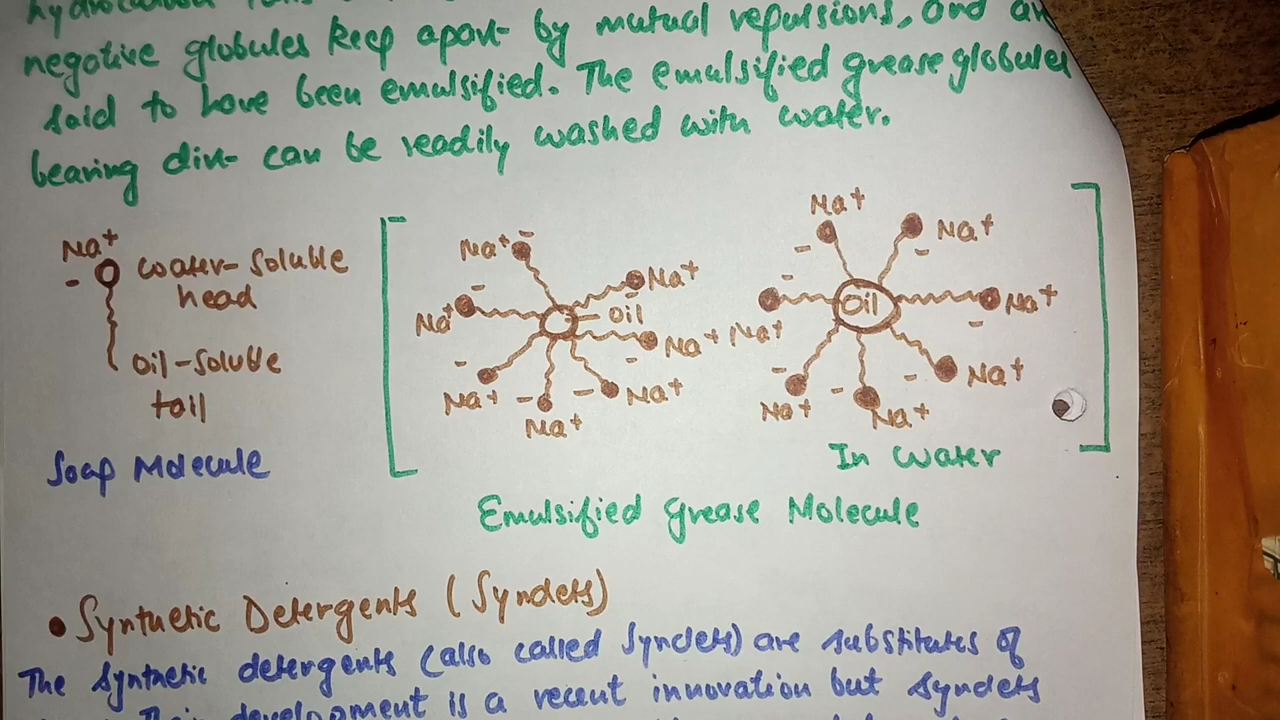 negative globules keep apart by mutual repulsions, and an
said to have been emulsified. The emulsified grease globules
bearing dirt can be readily washed with water.
Na+
-
water-soluble
head
Oil-soluble
tail
Soap Molecule
Na+ -
Na+
-
Na+
-
Oil
Na+
-
Na+
-
Na+
-
Na+
-
Na+
-
Na+
-
Na+
-
Na+
Oil
Na+
-
Na+
-
Na+
-
Na+
-
In water
Emulsified Grease Molecule
• Synthetic Detergents (Syndets)
The synthetic detergents (also called Syndets) are substitutes of
development is a recent innovation but syndets